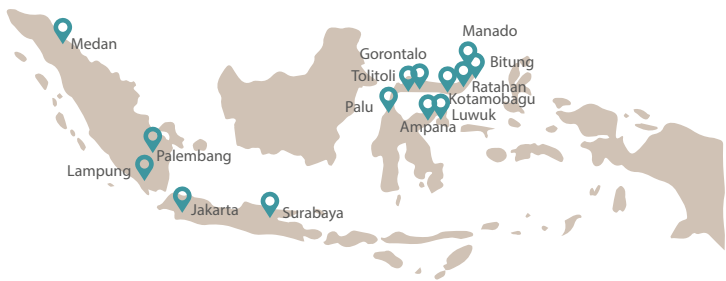 Manado
Medan
Gorontalo
Bitung
Tolitoli
Ratahan
Palu
Kotamobagu
Luwuk
Ampana
Palembang
Lampung
Jakarta
Surabaya